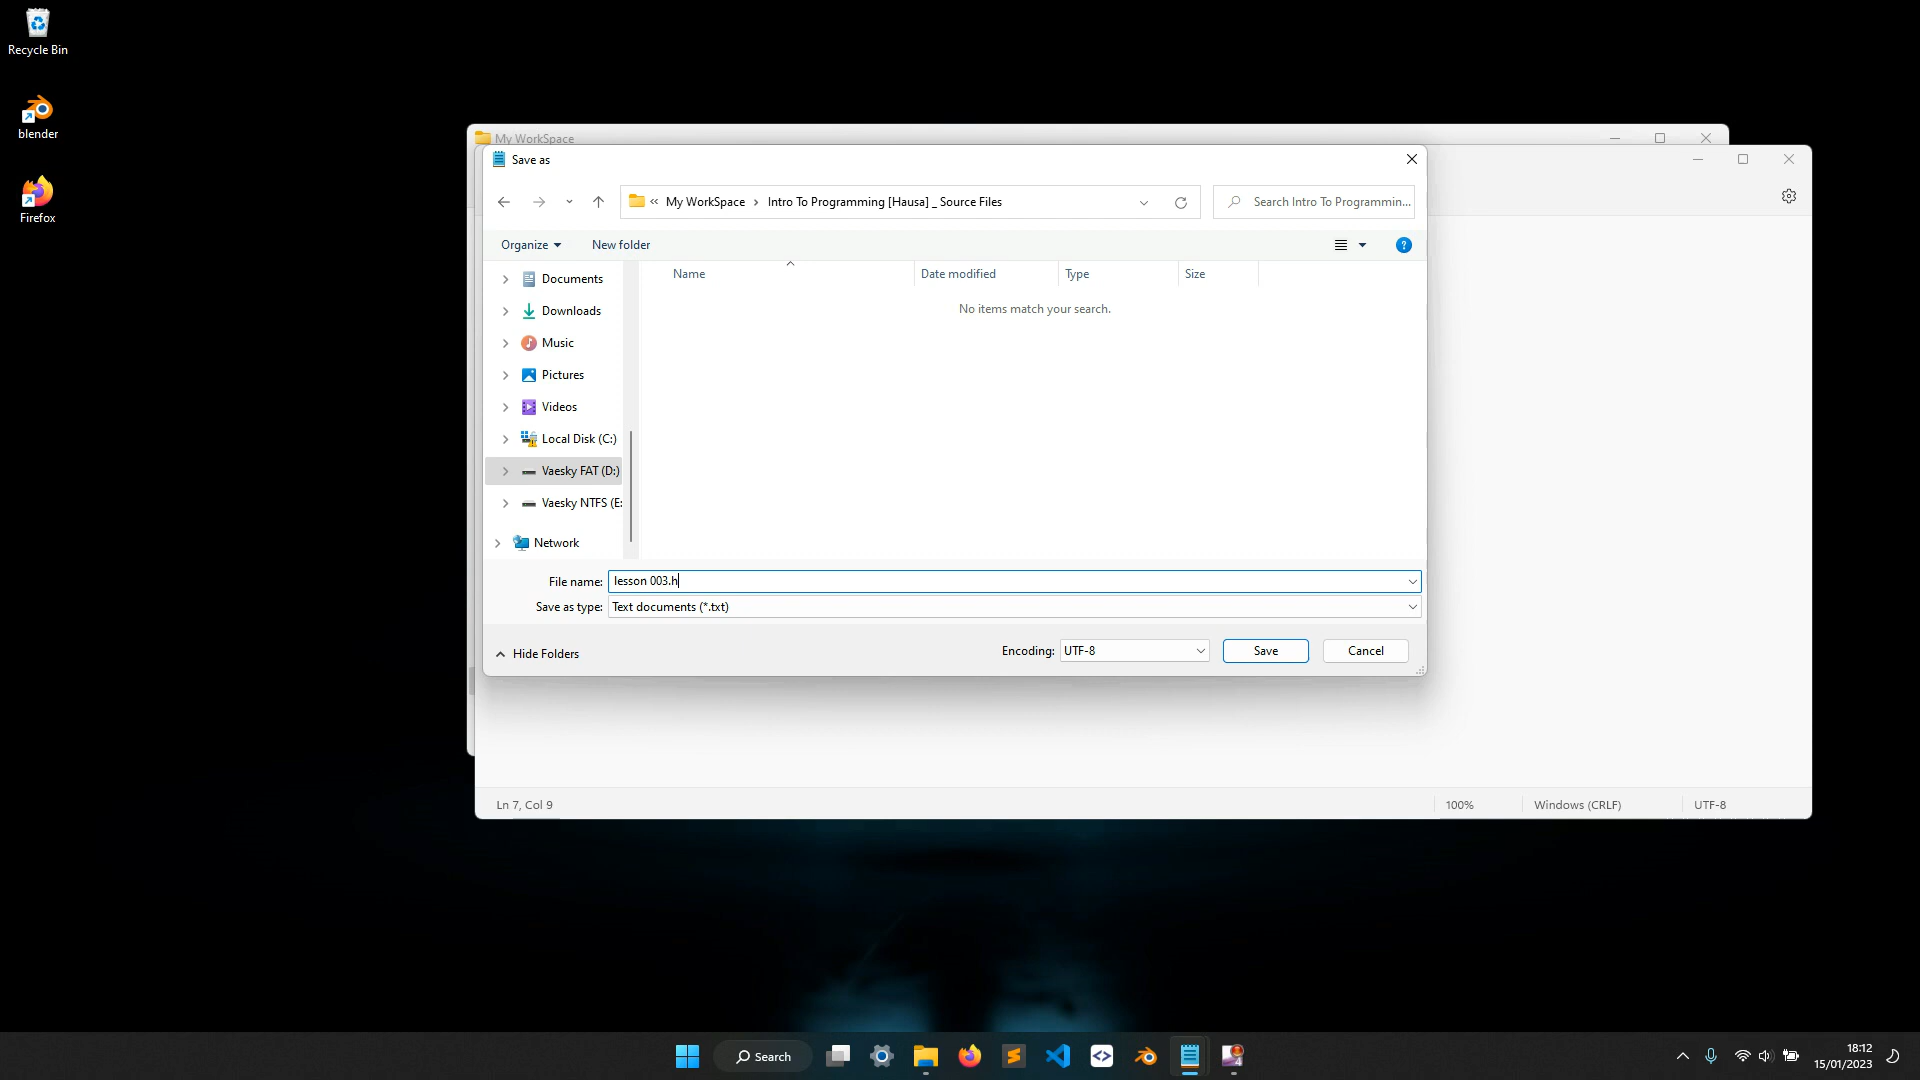 Recycle Bin
blender
Firefox
My WorkSpace
Save as
« My WorkSpace > Intro To Programming [Hausa] _ Source Files
Search Intro To Programmin...
Organize
New folder
Name
Date modified
Type
Size
No items match your search.
Documents
Downloads
Music
Pictures
Videos
Local Disk (C:)
Vaesky FAT (D:)
Vaesky NTFS (E:
Network
File name: lesson 003.h
Save as type: Text documents (*.txt)
Hide Folders
Encoding: UTF-8
Save
Cancel
Ln 7, Col 9
100%
Windows (CRLF)
UTF-8
Search
18:12
15/01/2023